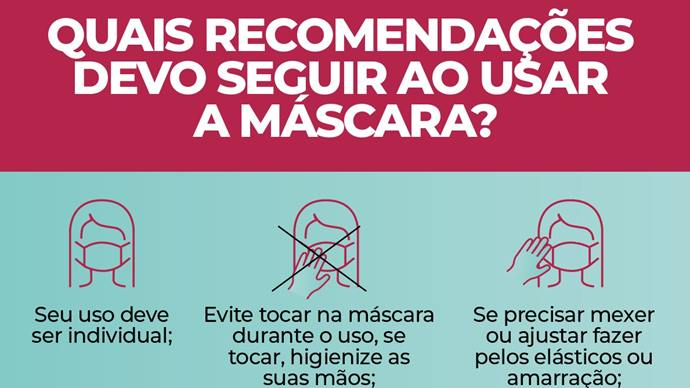 QUAIS RECOMENDAÇÕES
DEVO SEGUIR AO USAR
A MÁSCARA?
Seu uso deve
ser individual;
Evite tocar na máscara
durante o uso, se
tocar, higienize as
suas mãos;
Se precisar mexer
ou ajustar fazer
pelos elásticos ou
amarração;